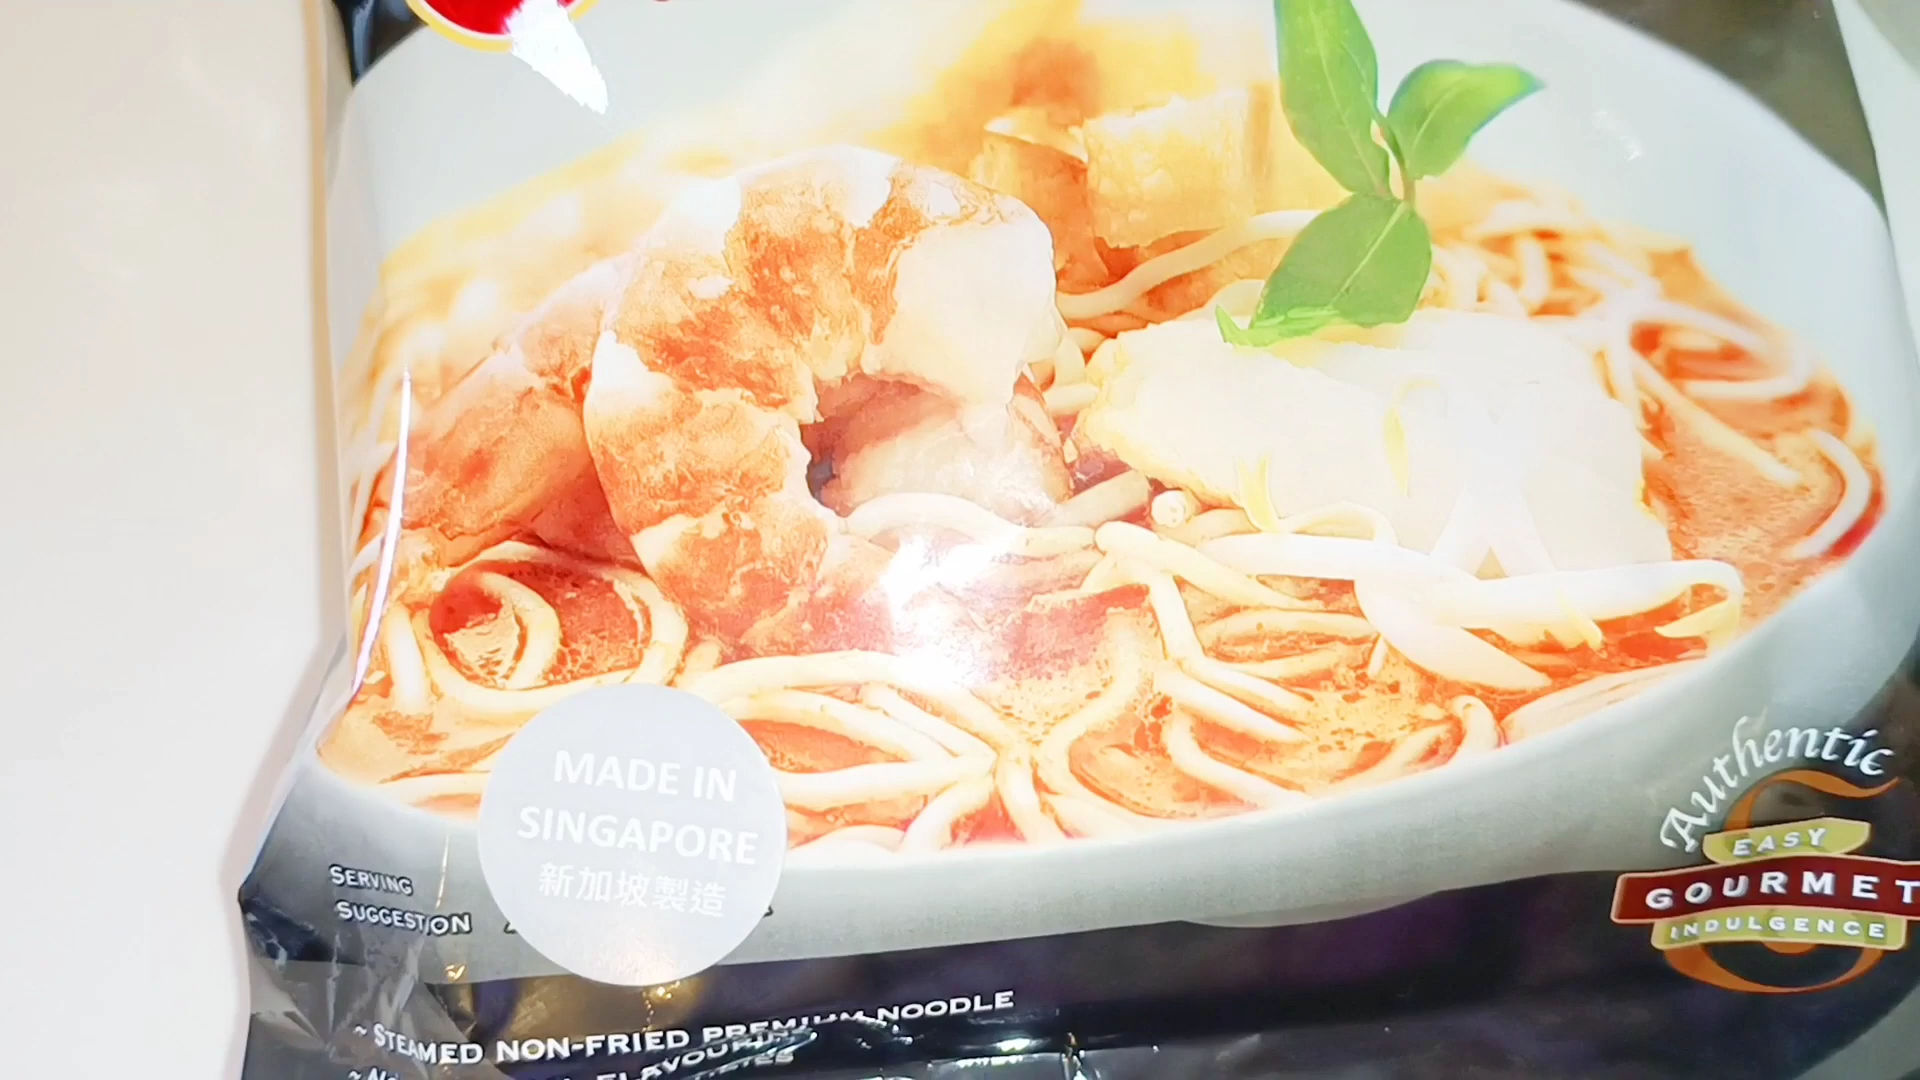 MADE IN
SINGAPORE
新加坡製造
SERVING
SUGGESTION
Authentic
EASY
GOURMET
INDULGENCE
~ STEAMED NON-FRIED PREMIUM NOODLE